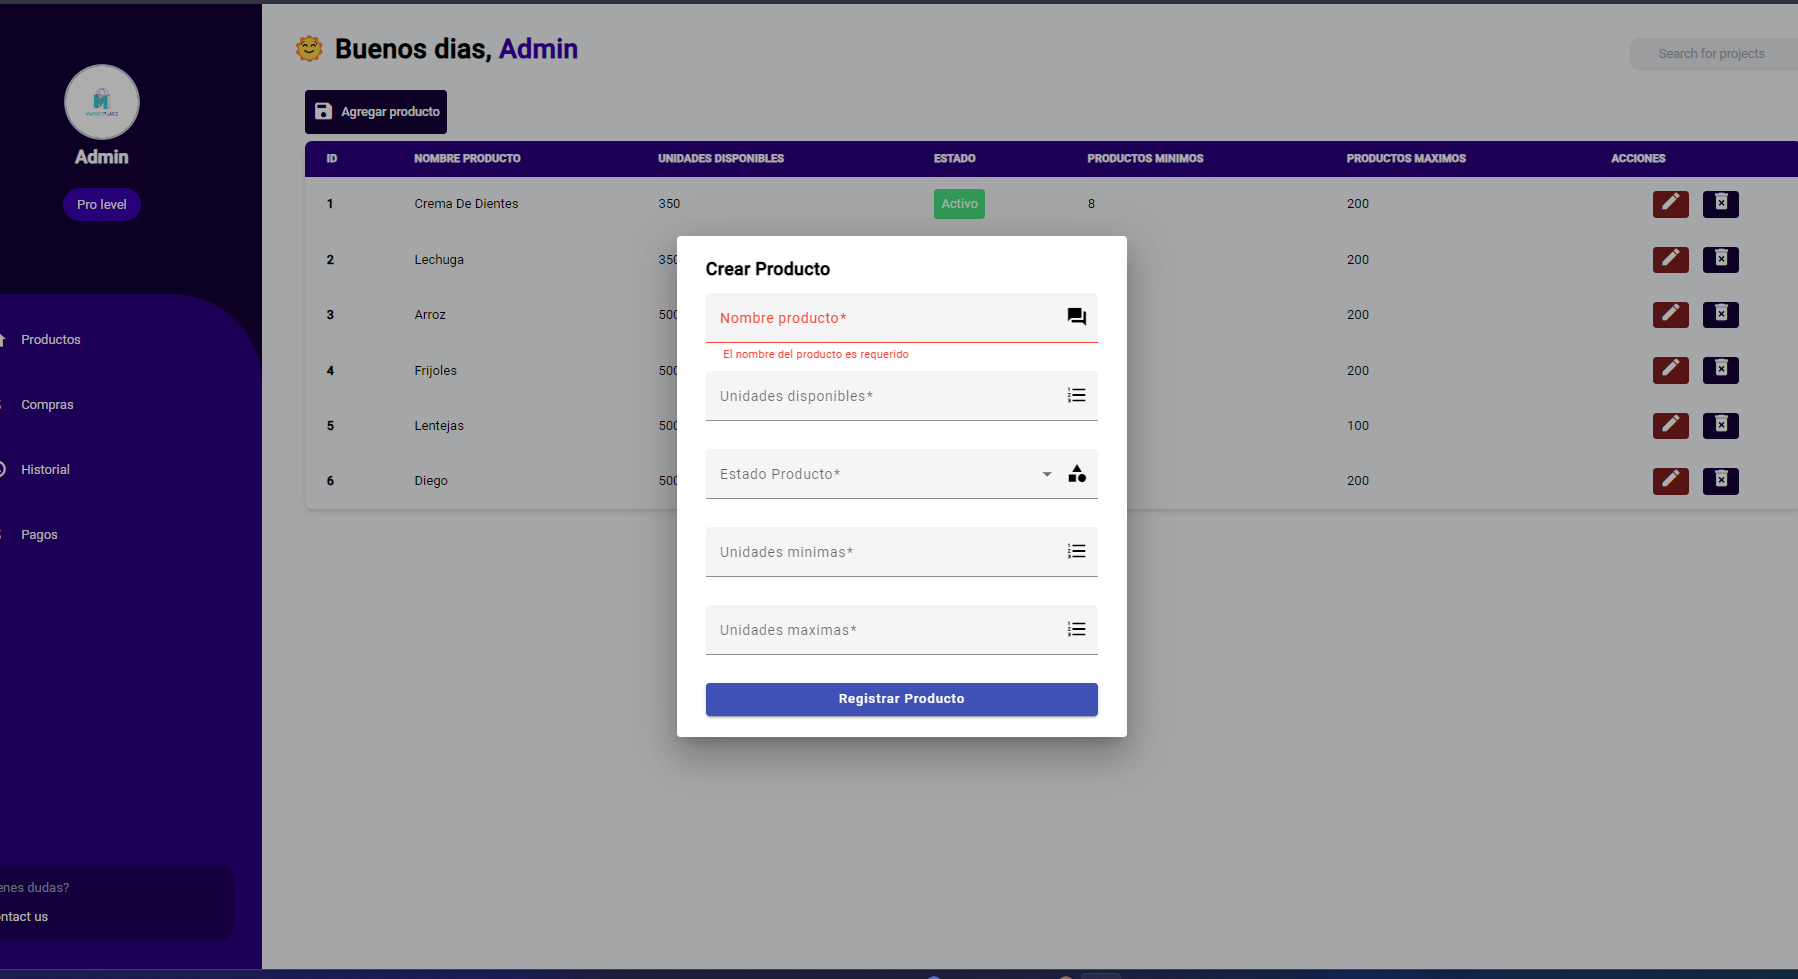 Buenos dias, Admin
Search for projects
Agregar producto
Admin
Pro level
Productos
Compras
Historial
Pagos
enes dudas?
ntact us
ID NOMBRE PRODUCTO UNIDADES DISPONIBLES ESTADO PRODUCTOS MINIMOS PRODUCTOS MAXIMOS ACCIONES
1 Crema De Dientes 350 Activo 8 200
2 Lechuga 350 200
3 Arroz 500 200
4 Frijoles 500 200
5 Lentejas 500 100
6 Diego 500 200
Crear Producto
Nombre producto*
El nombre del producto es requerido
Unidades disponibles*
Estado Producto*
Unidades minimas*
Unidades maximas*
Registrar Producto